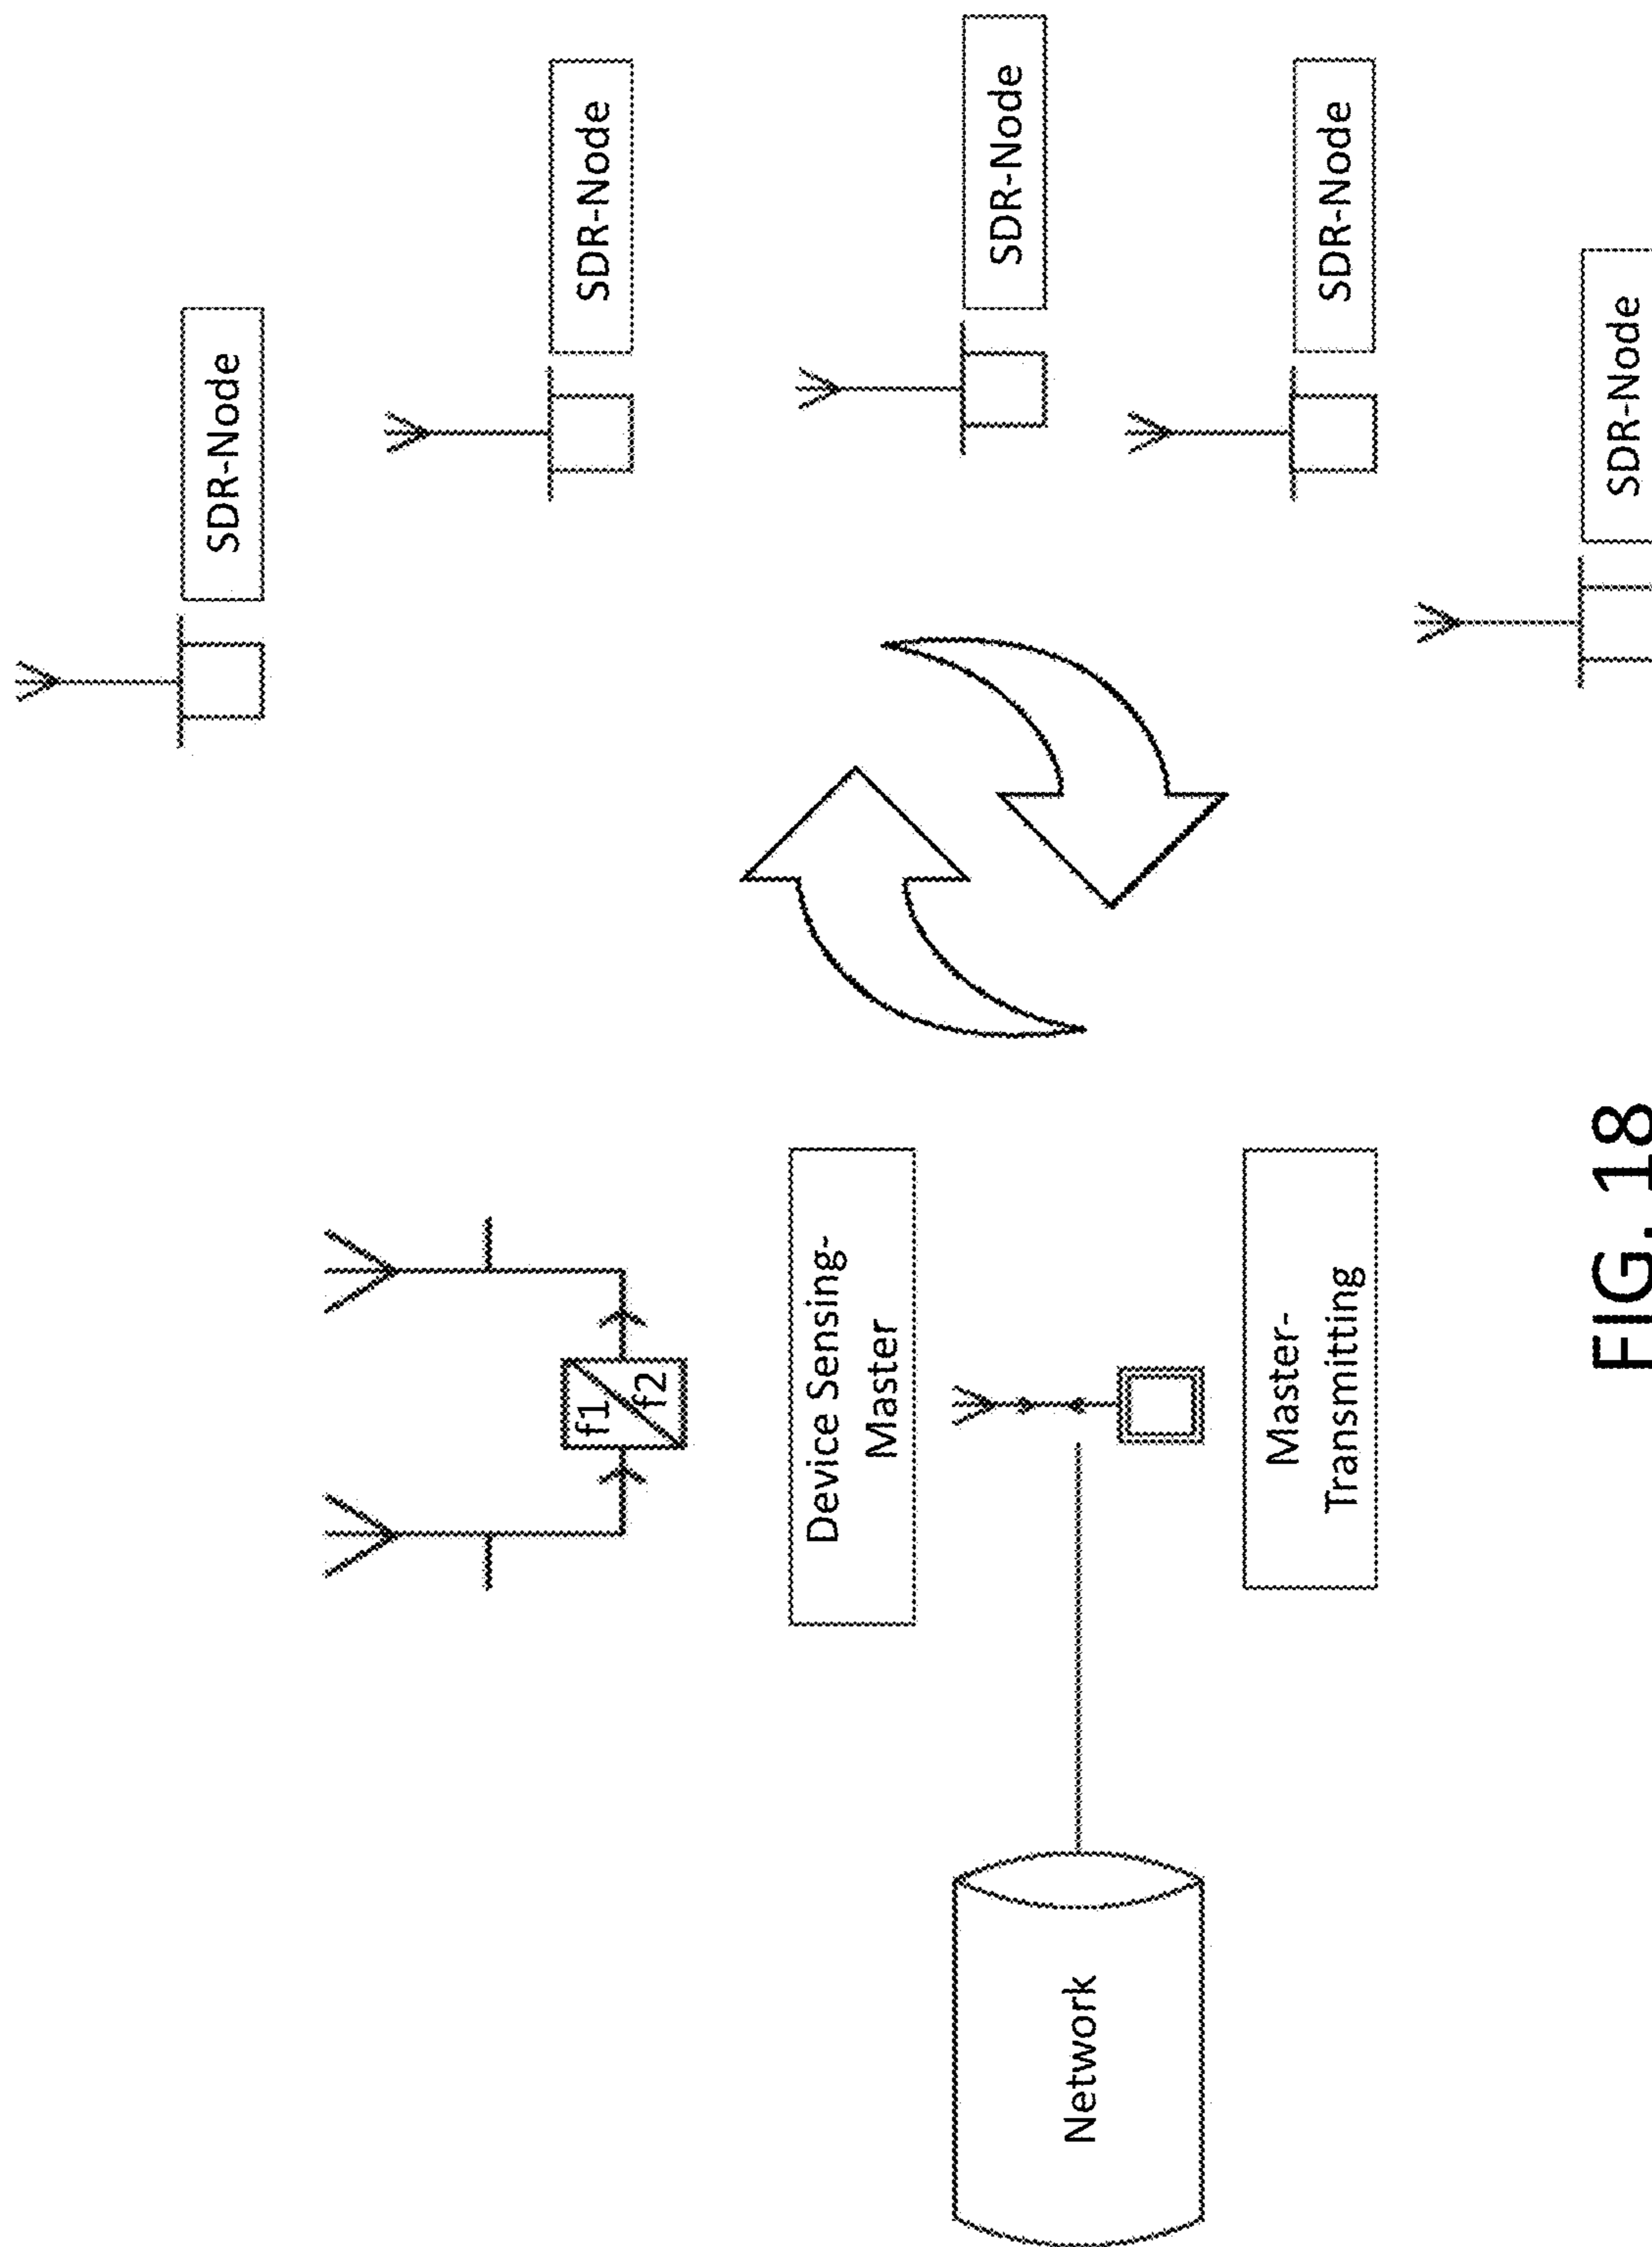 SDR-Node
f1
f2
SDR-Node
Device Sensing-
Master
SDR-Node
Network
Master-
Transmitting
SDR-Node
FIG. 18
SDR-Node